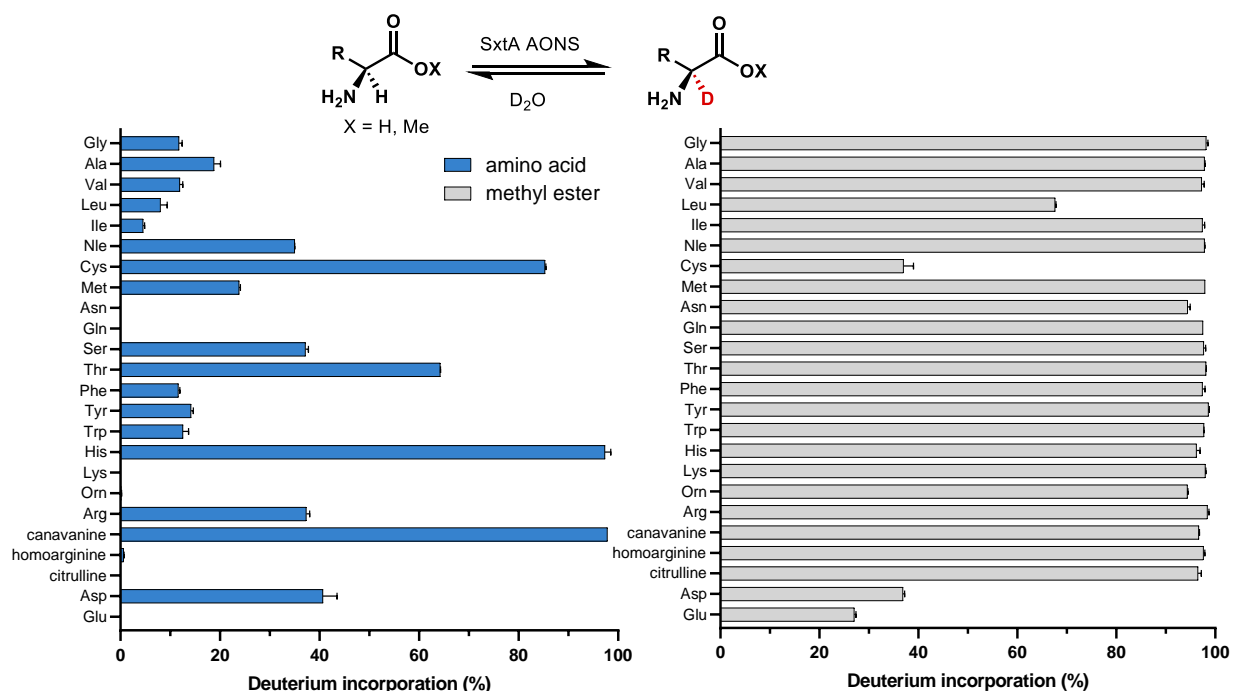 O
R
OX
H₂N
H
X = H, Me
SxtA AONS
D₂O
O
R
OX
H₂N
D
amino acid
methyl ester
Gly
Ala
Val
Leu
Ile
Nle
Cys
Met
Asn
Gln
Ser
Thr
Phe
Tyr
Trp
His
Lys
Orn
Arg
canavanine
homoarginine
citrulline
Asp
Glu
0 20 40 60 80 100
Deuterium incorporation (%)
Gly
Ala
Val
Leu
Ile
Nle
Cys
Met
Asn
Gln
Ser
Thr
Phe
Tyr
Trp
His
Lys
Orn
Arg
canavanine
homoarginine
citrulline
Asp
Glu
0 20 40 60 80 100
Deuterium incorporation (%)